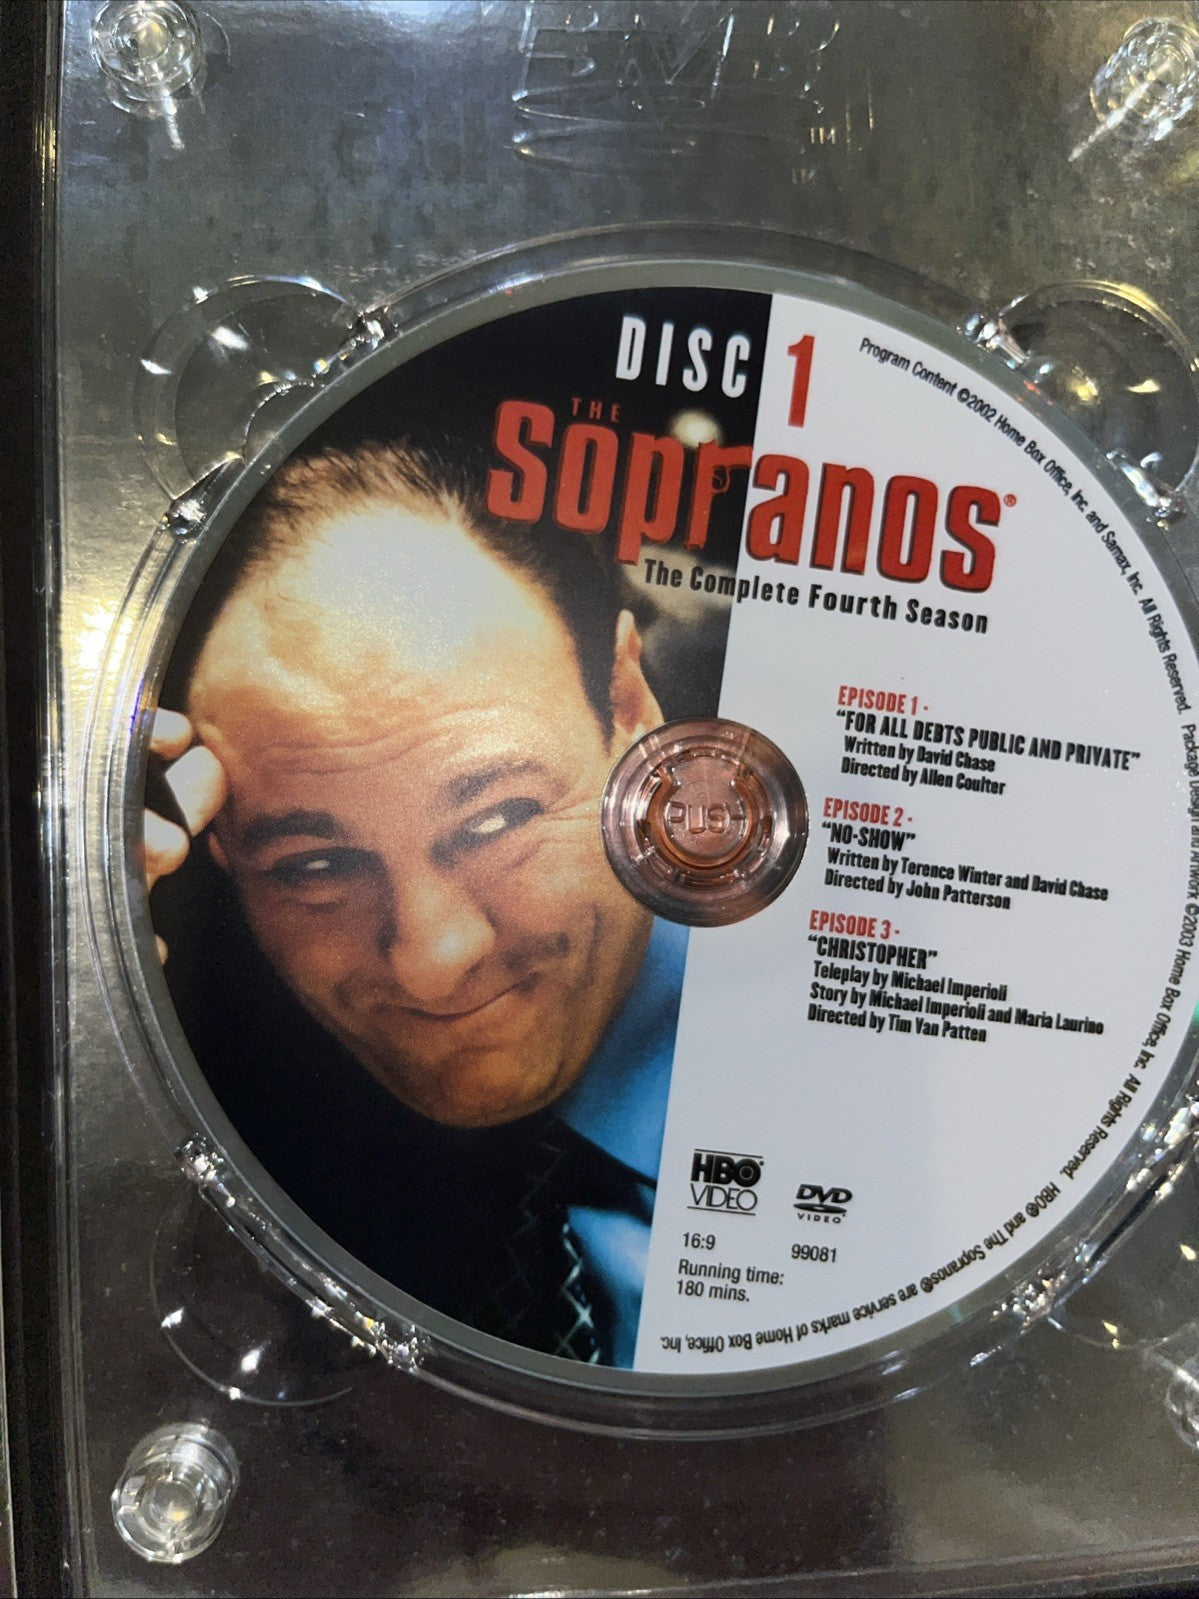 DISC 1
THE
Sopranos®
The Complete Fourth Season
EPISODE 1 -
"FOR ALL DEBTS PUBLIC AND PRIVATE"
Written by David Chase
Directed by Allen Coulter
EPISODE 2 -
"NO-SHOW"
Written by Terence Winter and David Chase
Directed by John Patterson
EPISODE 3 -
"CHRISTOPHER"
Teleplay by Michael Imperioli
Story by Michael Imperioli and Maria Laurino
Directed by Tim Van Patten
PUSH
HBO®
VIDEO
DVD
VIDEO™
16:9
99081
Running time:
180 mins.
Program Content ©2002 Home Box Office, Inc. and Samax, Inc. All Rights Reserved. Package Design and Artwork ©2003 Home Box Office, Inc. All Rights Reserved. HBO® and The Sopranos® are service marks of Home Box Office, Inc.
TM